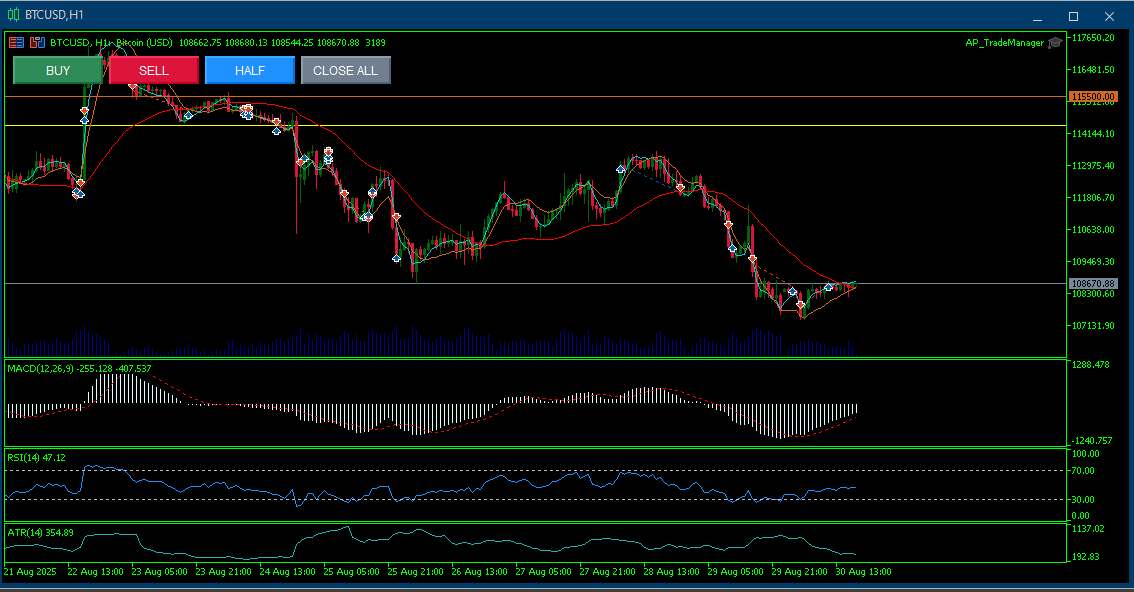 BTCUSD,H1
BTCUSD, H1: Bitcoin (USD) 108662.75 108680.13 108544.25 108670.88 3189
AP_TradeManager
BUY
SELL
HALF
CLOSE ALL
117650.20
116481.50
115500.00
114144.10
112975.40
111806.70
110638.00
109469.30
108670.88
108300.60
107131.90
MACD(12,26,9) -255.128 -407.537
1288.478
-1240.757
RSI(14) 47.12
100.00
70.00
30.00
0.00
ATR(14) 354.89
1137.02
192.83
21 Aug 2025
22 Aug 13:00
23 Aug 05:00
23 Aug 21:00
24 Aug 13:00
25 Aug 05:00
25 Aug 21:00
26 Aug 13:00
27 Aug 05:00
27 Aug 21:00
28 Aug 13:00
29 Aug 05:00
29 Aug 21:00
30 Aug 13:00